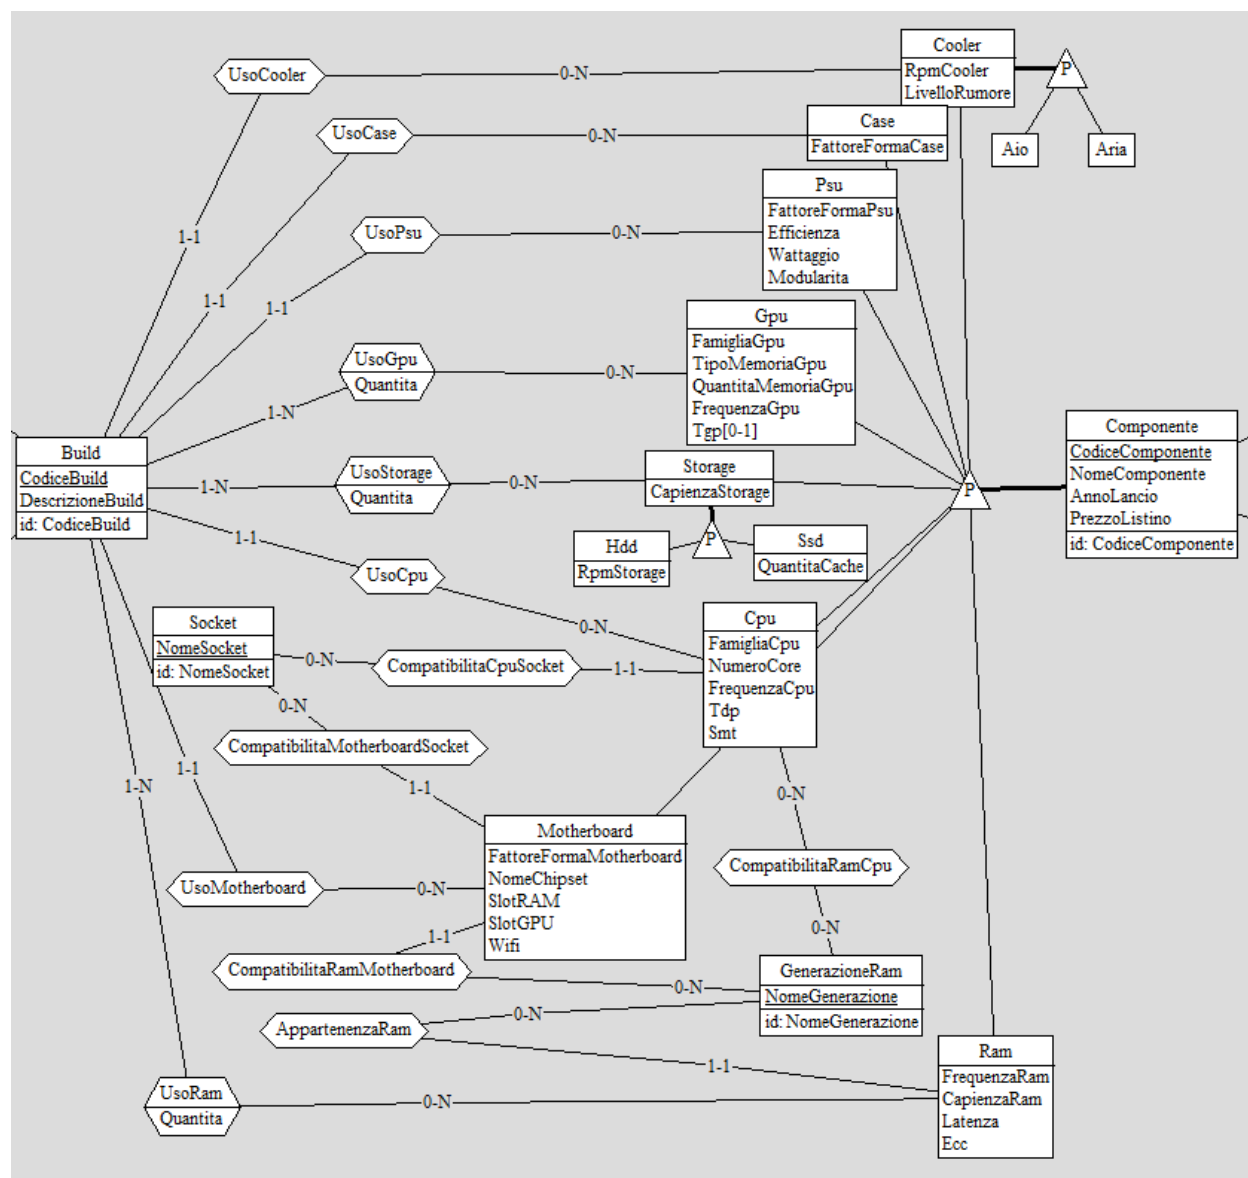 Cooler
RpmCooler
LivelloRumore
P
Aio
Aria
UsoCooler
0-N
1-1
UsoCase
0-N
1-1
Case
FattoreFormaCase
Psu
FattoreFormaPsu
Efficienza
Wattaggio
Modularita
UsoPsu
0-N
1-1
Gpu
FamigliaGpu
TipoMemoriaGpu
QuantitaMemoriaGpu
FrequenzaGpu
Tgp[0-1]
UsoGpu
Quantita
0-N
1-N
Componente
CodiceComponente
NomeComponente
AnnoLancio
PrezzoListino
id: CodiceComponente
P
Build
CodiceBuild
DescrizioneBuild
id: CodiceBuild
UsoStorage
Quantita
1-N
0-N
Storage
CapienzaStorage
P
Hdd
RpmStorage
Ssd
QuantitaCache
1-1
UsoCpu
0-N
Cpu
FamigliaCpu
NumeroCore
FrequenzaCpu
Tdp
Smt
Socket
NomeSocket
id: NomeSocket
0-N
CompatibilitaCpuSocket
1-1
0-N
CompatibilitaMotherboardSocket
1-1
1-1
1-N
0-N
Motherboard
FattoreFormaMotherboard
NomeChipset
SlotRAM
SlotGPU
Wifi
CompatibilitaRamCpu
0-N
UsoMotherboard
0-N
1-1
CompatibilitaRamMotherboard
0-N
GenerazioneRam
NomeGenerazione
id: NomeGenerazione
AppartenenzaRam
0-N
1-1
Ram
FrequenzaRam
CapienzaRam
Latenza
Ecc
UsoRam
Quantita
0-N